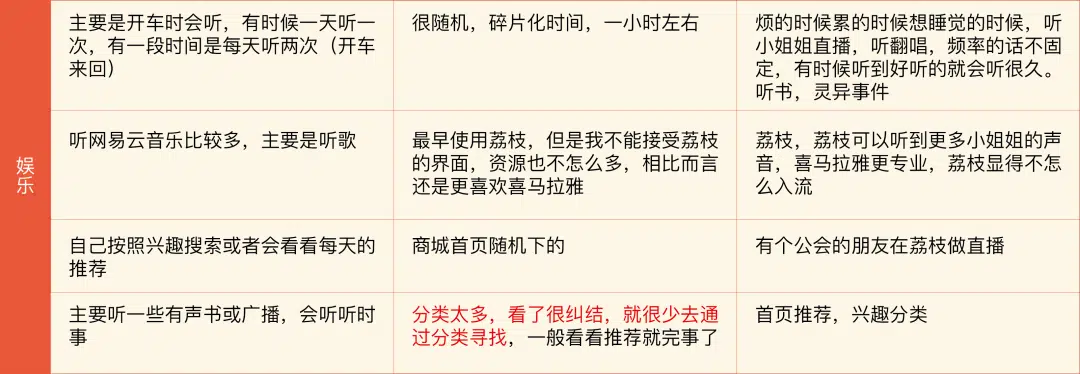 娱乐
主要是开车时会听，有时候一天听一
次，有一段时间是每天听两次（开车
来回）
很随机，碎片化时间，一小时左右
烦的时候累的时候想睡觉的时候，听
小姐姐直播，听翻唱，频率的话不固
定，有时候听到好听的就会听很久。
听书，灵异事件
听网易云音乐比较多，主要是听歌
最早使用荔枝，但是我不能接受荔枝
的界面，资源也不怎么多，相比而言
还是更喜欢喜马拉雅
荔枝，荔枝可以听到更多小姐姐的声
音，喜马拉雅更专业，荔枝显得不怎
么入流
自己按照兴趣搜索或者会看看每天的
推荐
商城首页随机下的
有个公会的朋友在荔枝做直播
主要听一些有声书或广播，会听听时
事
分类太多，看了很纠结，就很少去通
过分类寻找，一般看看推荐就完事了
首页推荐，兴趣分类